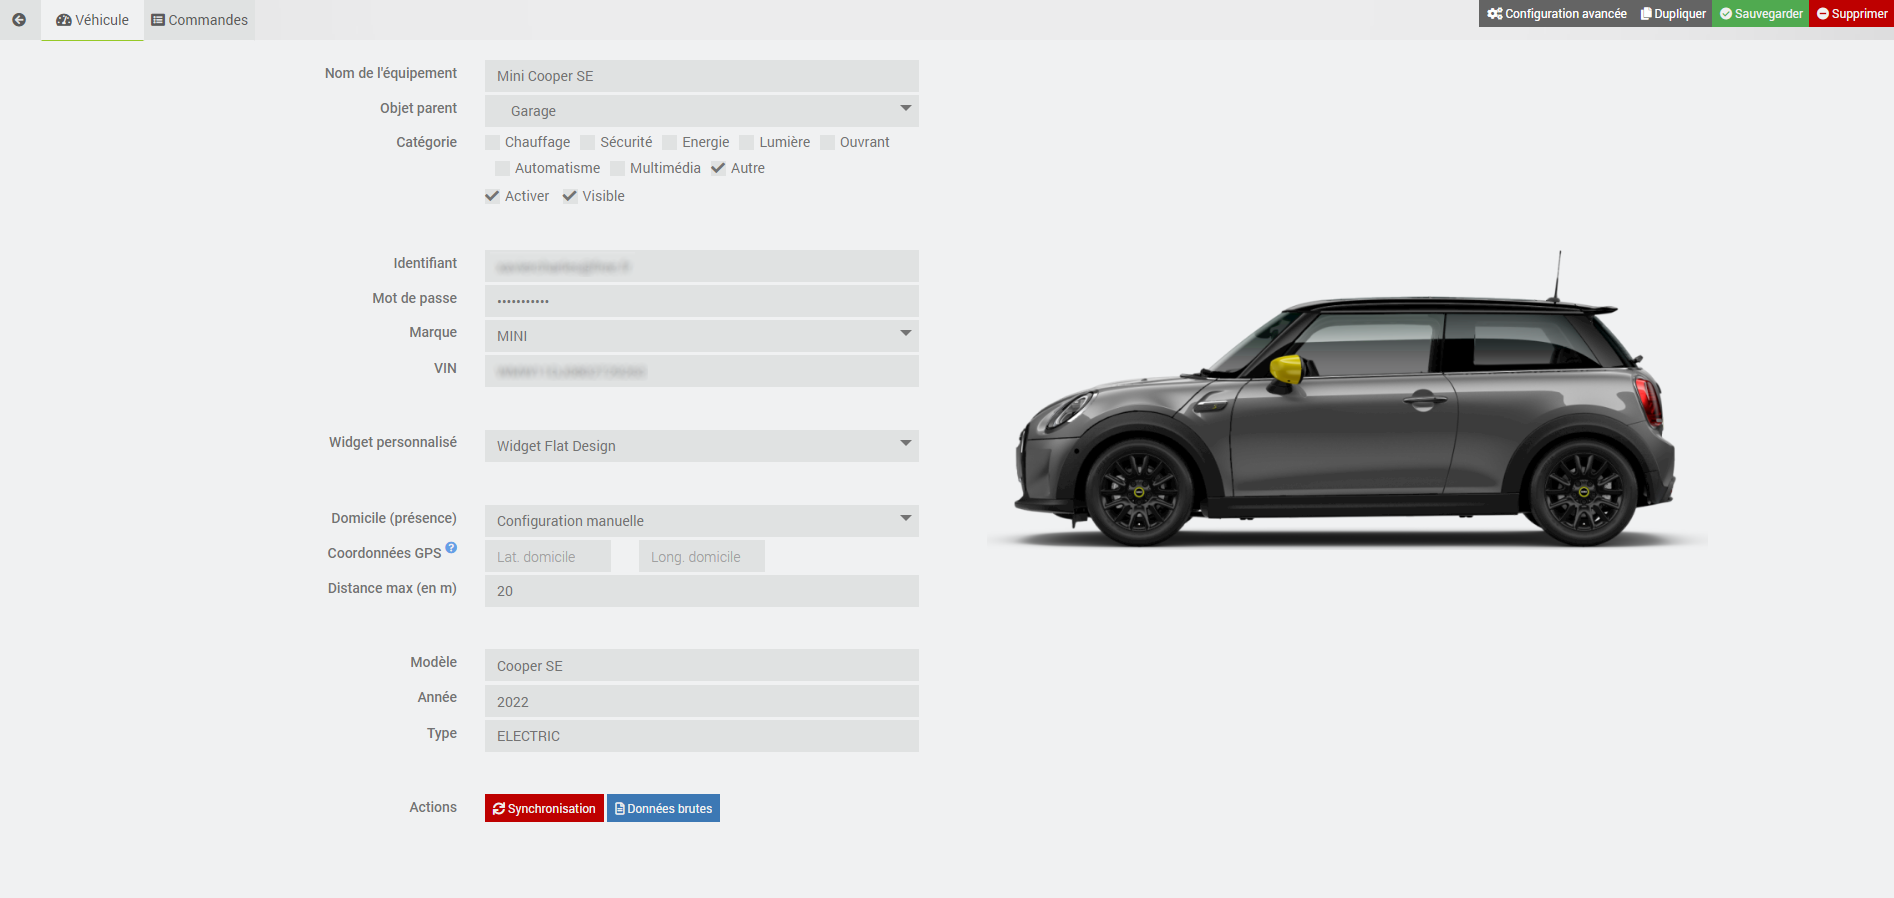 Véhicule Commandes
Configuration avancée Dupliquer Sauvegarder Supprimer
Nom de l'équipement Mini Cooper SE
Objet parent Garage
Catégorie Chauffage Sécurité Energie Lumière Ouvrant
Automatisme Multimédia Autre
Activer Visible
Identifiant
Mot de passe •••••••••••
Marque MINI
VIN
Widget personnalisé Widget Flat Design
Domicile (présence) Configuration manuelle
Coordonnées GPS ? Lat. domicile Long. domicile
Distance max (en m) 20
Modèle Cooper SE
Année 2022
Type ELECTRIC
Actions Synchronisation Données brutes